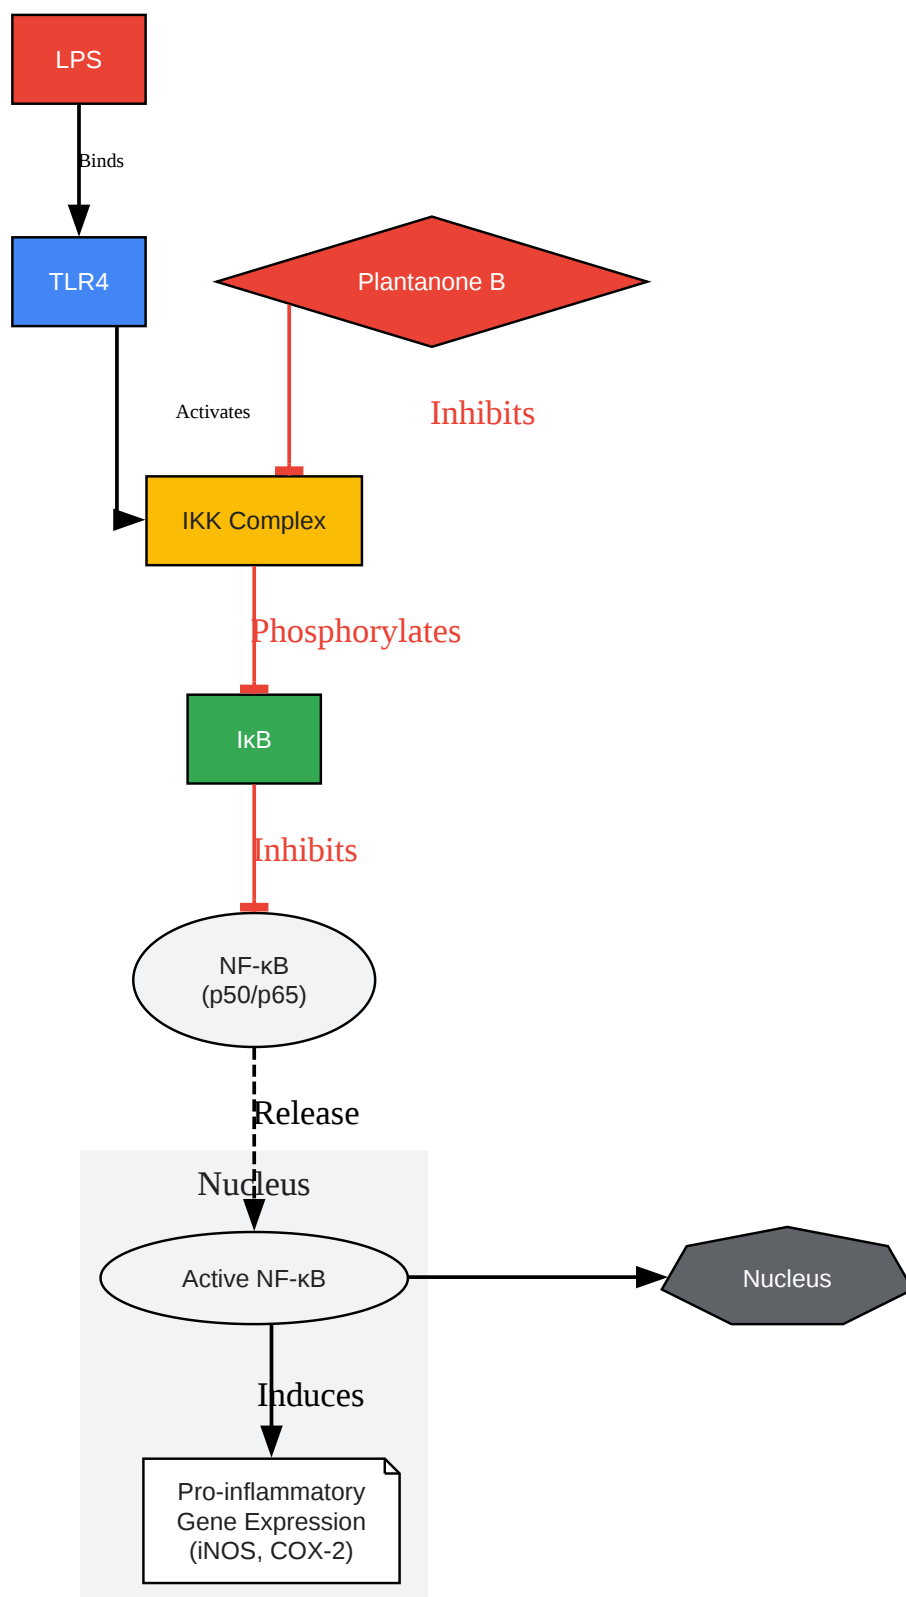 LPS
Binds
TLR4
Plantanone B
Activates
Inhibits
IKK Complex
Phosphorylates
IκB
Inhibits
NF-κB
(p50/p65)
Release
Nucleus
Active NF-κB
Nucleus
Induces
Pro-inflammatory
Gene Expression
(iNOS, COX-2)